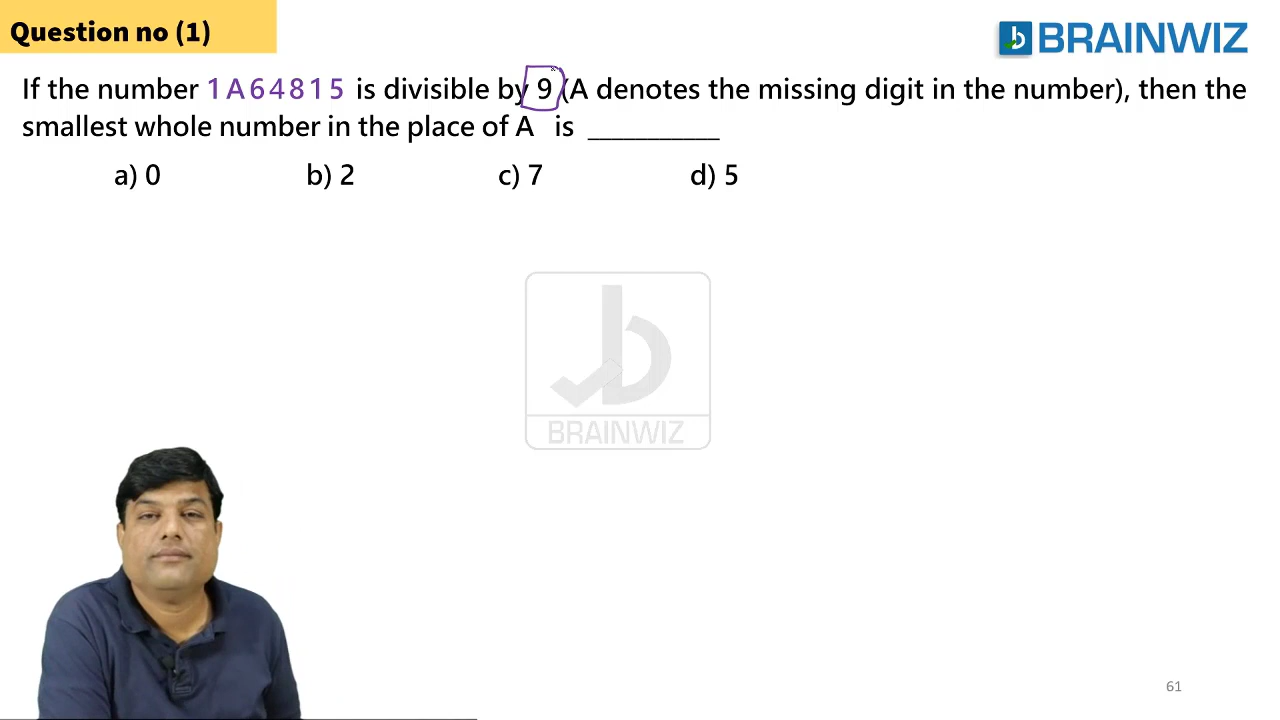 Question no (1)
BRAINWIZ
If the number 1A64815 is divisible by 9 (A denotes the missing digit in the number), then the
smallest whole number in the place of A is ___________
a) 0 b) 2 c) 7 d) 5
BRAINWIZ
61